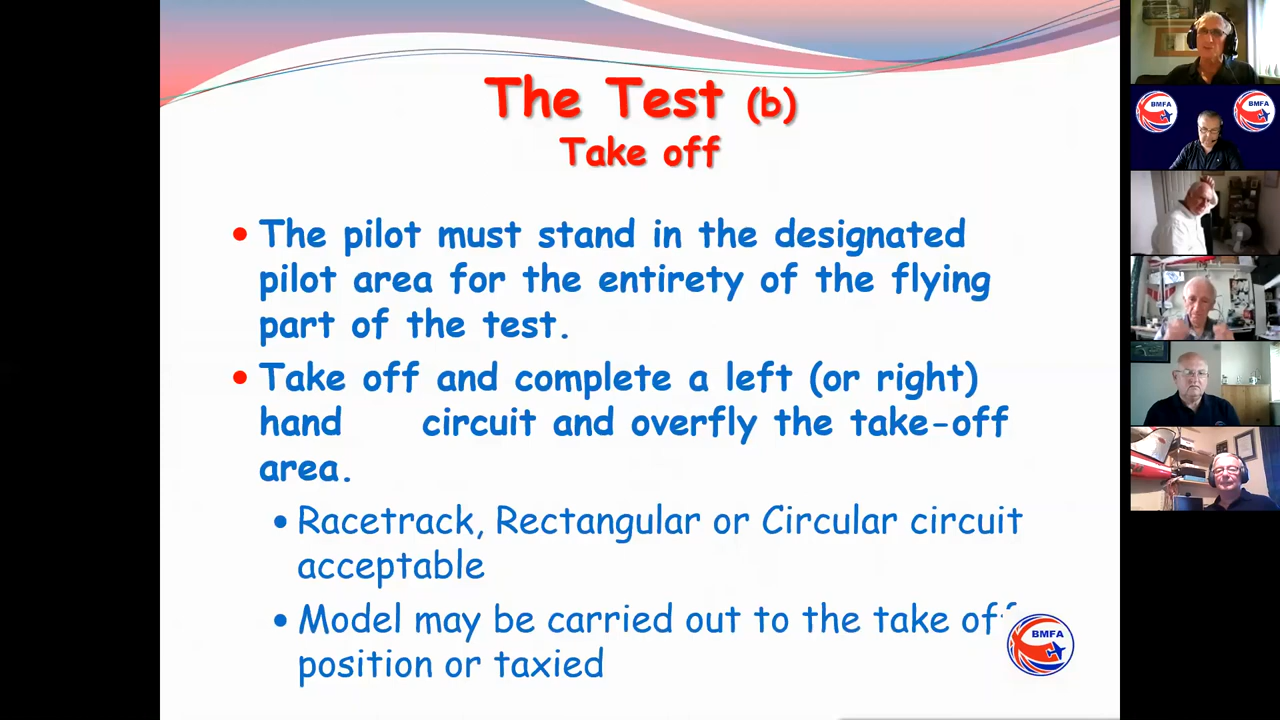 The Test (b)
Take off
• The pilot must stand in the designated
pilot area for the entirety of the flying
part of the test.
• Take off and complete a left (or right)
hand circuit and overfly the take-off
area.
• Racetrack, Rectangular or Circular circuit
acceptable
• Model may be carried out to the take off
position or taxied
BMFA
BMFA
BMFA